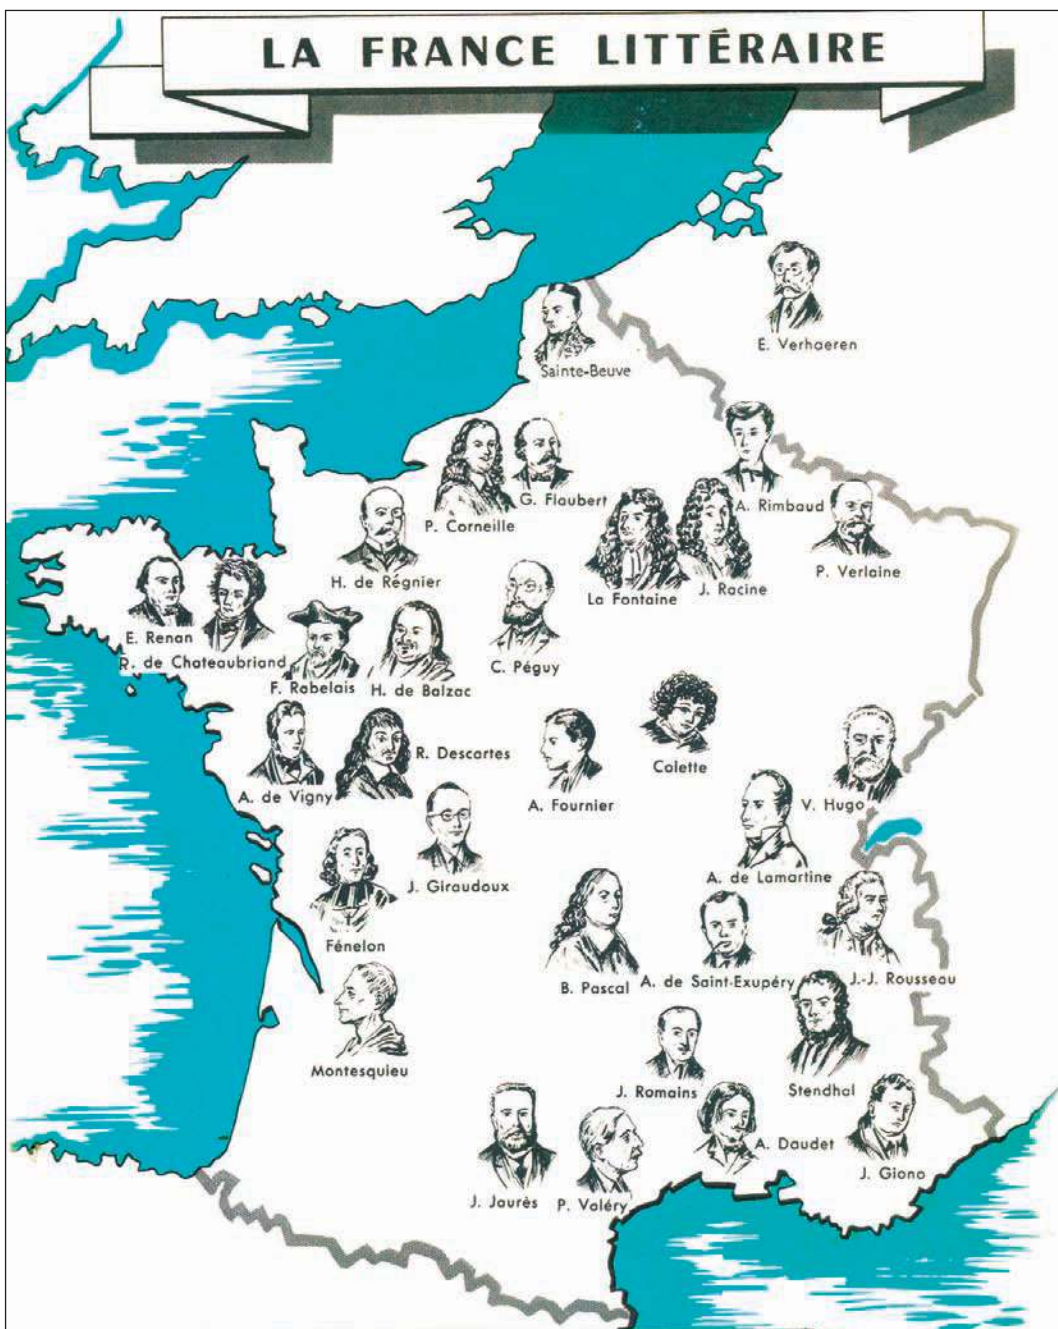 LA FRANCE LITTÉRAIRE
E. Verhaeren
Sainte-Beuve
G. Flaubert
A. Rimbaud
P. Corneille
P. Verlaine
H. de Régnier
J. Racine
La Fontaine
E. Renan
R. de Chateaubriand
C. Péguy
F. Rabelais
H. de Balzac
R. Descartes
Colette
A. de Vigny
A. Fournier
V. Hugo
J. Giraudoux
A. de Lamartine
Fénelon
B. Pascal
A. de Saint-Exupéry
J.-J. Rousseau
Montesquieu
J. Romains
Stendhal
A. Daudet
J. Giono
J. Jaurès
P. Valéry